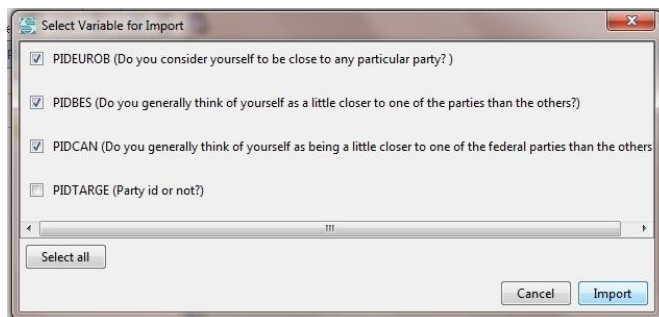 Select Variable for Import
PIDEUROB (Do you consider yourself to be close to any particular party? )
PIDBES (Do you generally think of yourself as a little closer to one of the parties than the others?)
PIDCAN (Do you generally think of yourself as being a little closer to one of the federal parties than the others
PIDTARGE (Party id or not?)
Select all
Cancel
Import